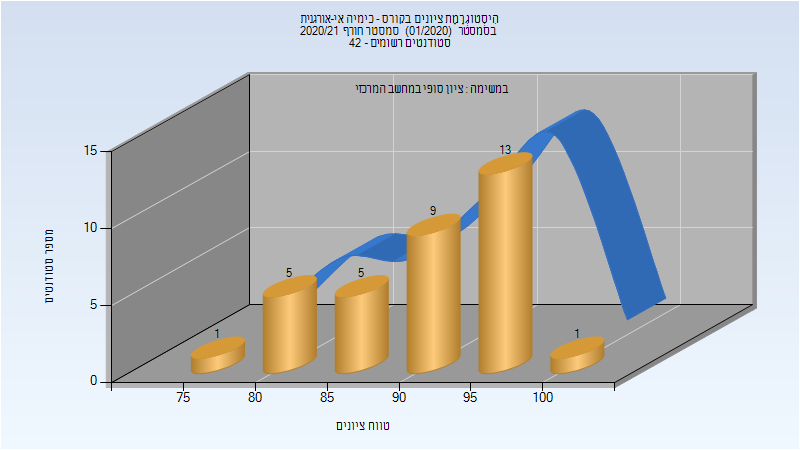 היסטוגרמת ציונים בקורס - כימיה אי-אורגנית
בסמסטר (01/2020) סמסטר חורף 2020/21
סטודנטים רשומים - 42
במשימה : ציון סופי במחשב המרכזי
מספר סטודנטים
15
10
5
0
1
5
5
9
13
1
75 80 85 90 95 100
טווח ציונים